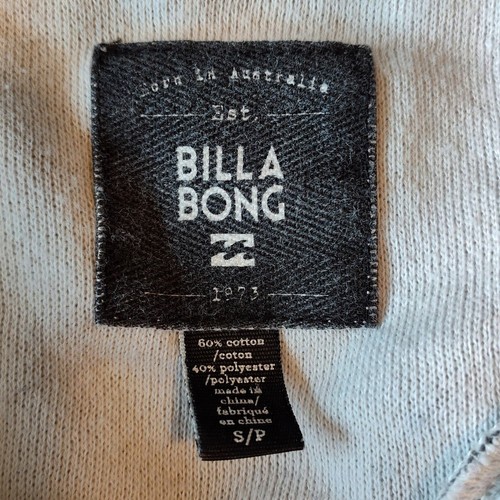 Born in Australia
Est.
BILLA
BONG
1973
60% cotton
/coton
40% polyester
/polyester
made in
china/
fabriqué
en chine
S/P